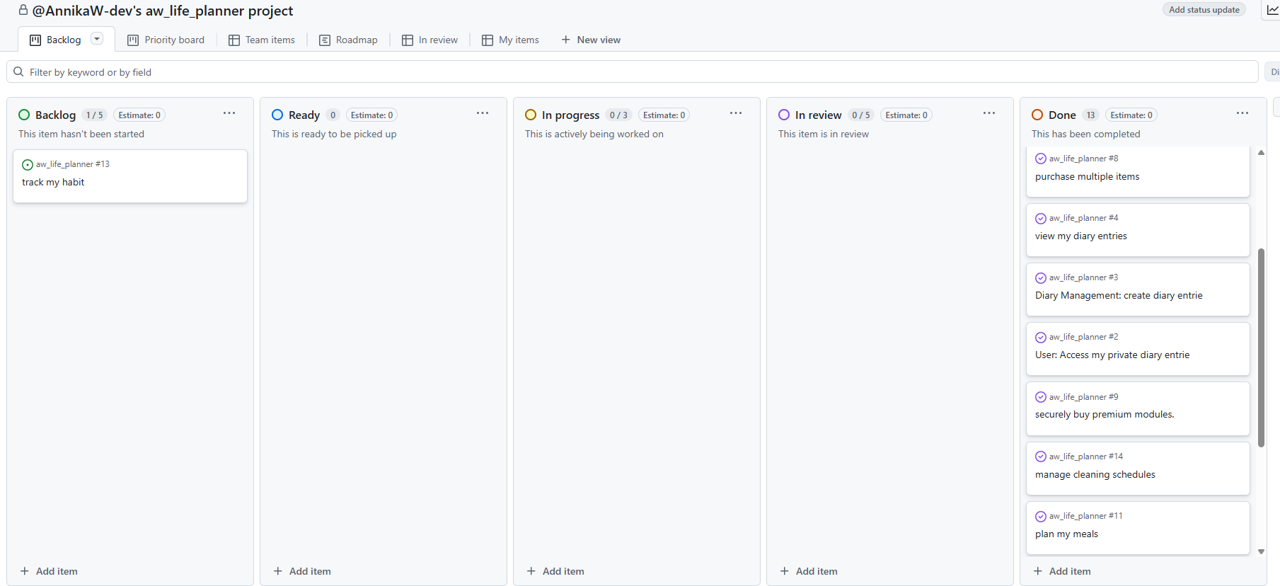 @AnnikaW-dev's aw_life_planner project
Add status update
Backlog
Priority board
Team items
Roadmap
In review
My items
New view
Filter by keyword or by field
Di
Backlog 1 / 5 Estimate: 0
This item hasn't been started
aw_life_planner #13
track my habit
Add item
Ready 0 Estimate: 0
This is ready to be picked up
Add item
In progress 0 / 3 Estimate: 0
This is actively being worked on
Add item
In review 0 / 5 Estimate: 0
This item is in review
Add item
Done 13 Estimate: 0
This has been completed
aw_life_planner #8
purchase multiple items
aw_life_planner #4
view my diary entries
aw_life_planner #3
Diary Management: create diary entrie
aw_life_planner #2
User: Access my private diary entrie
aw_life_planner #9
securely buy premium modules.
aw_life_planner #14
manage cleaning schedules
aw_life_planner #11
plan my meals
Add item